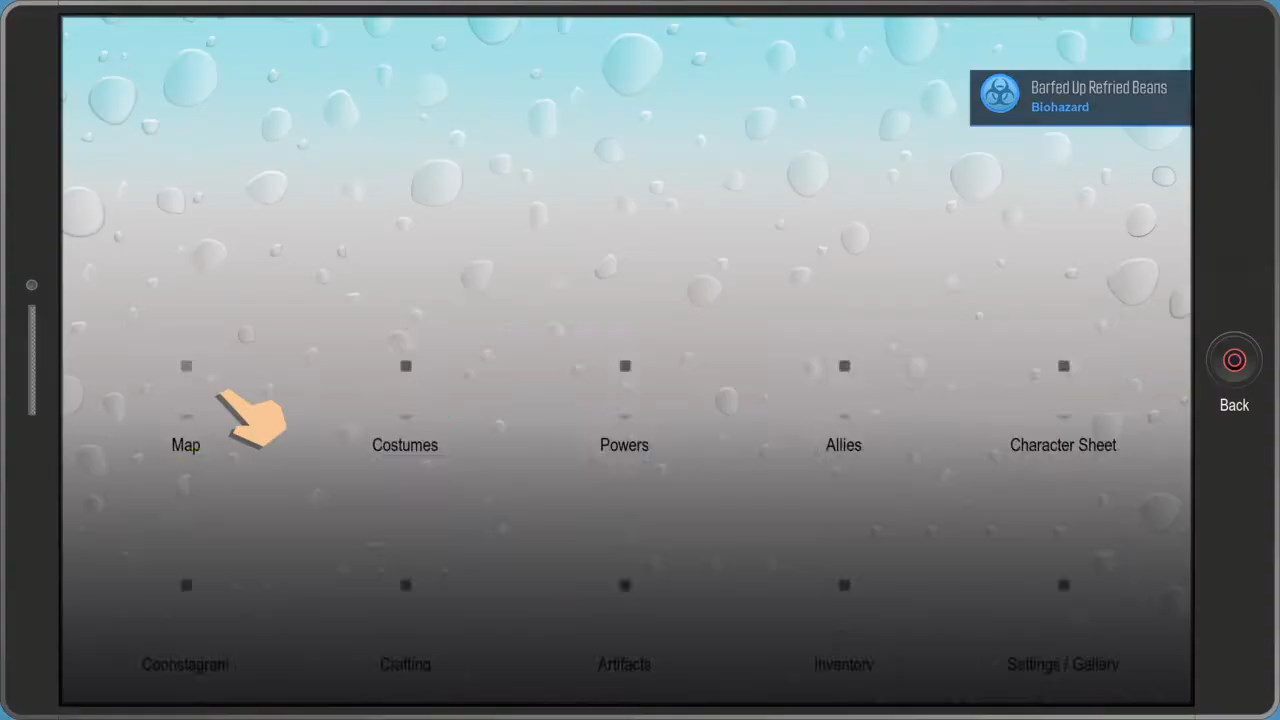 Barfed Up Refried Beans
Biohazard
Back
Map
Costumes
Powers
Allies
Character Sheet
Coonstagram
Crafting
Artifacts
Inventory
Settings / Gallery